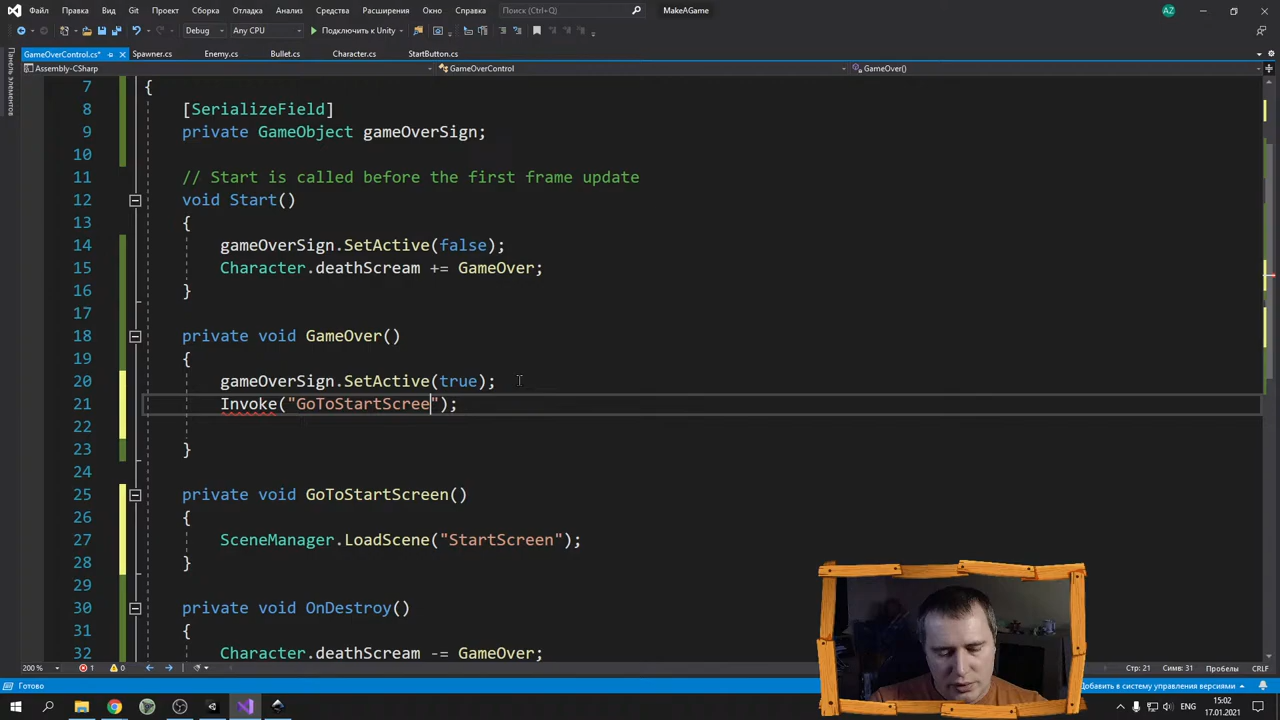 Файл Правка Вид Git Проект Сборка Отладка Анализ Средства Расширения Окно Справка Поиск (Ctrl+Q) MakeAGame AZ
Debug Any CPU Подключить к Unity
GameOverControl.cs* Spawner.cs Enemy.cs Bullet.cs Character.cs StartButton.cs
Assembly-CSharp GameOverControl GameOver()
Панель элементов
7 {
8 [SerializeField]
9 private GameObject gameOverSign;
10
11 // Start is called before the first frame update
12 void Start()
13 {
14 gameOverSign.SetActive(false);
15 Character.deathScream += GameOver;
16 }
17
18 private void GameOver()
19 {
20 gameOverSign.SetActive(true);
21 Invoke("GoToStartScree");
22
23 }
24
25 private void GoToStartScreen()
26 {
27 SceneManager.LoadScene("StartScreen");
28 }
29
30 private void OnDestroy()
31 {
32 Character.deathScream -= GameOver;
200 % 1 0 Стр: 21 Симв: 31 Пробелы CRLF
Готово Добавить в систему управления версиями
ENG 15:02
17.01.2021